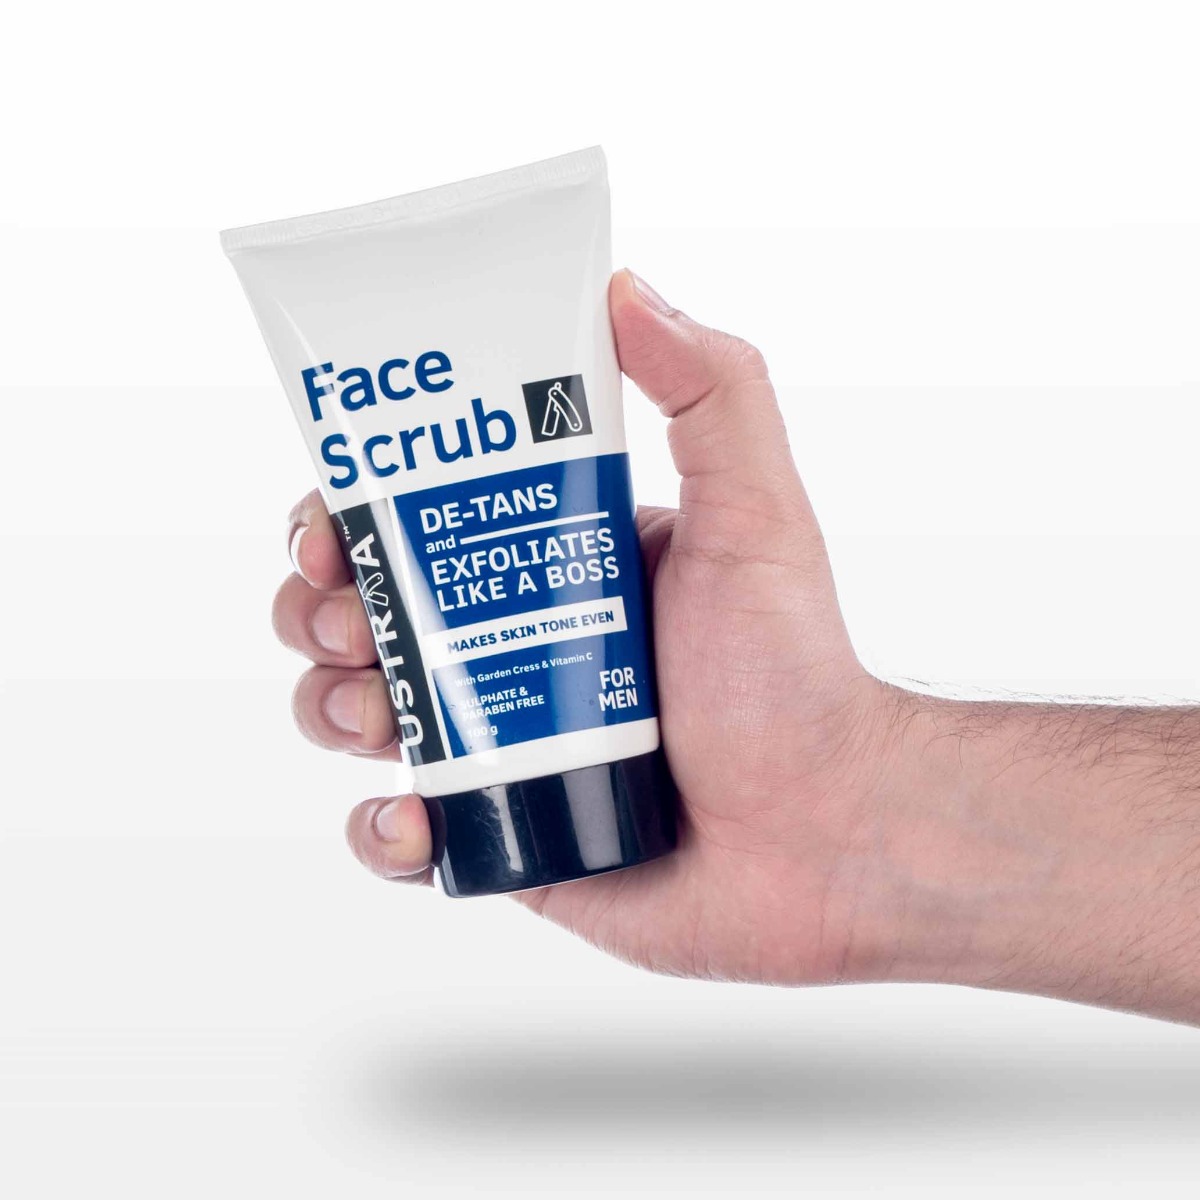 Face
Scrub
DE-TANS
and
EXFOLIATES
LIKE A BOSS
MAKES SKIN TONE EVEN
With Garden Cress & Vitamin C
SULPHATE &
PARABEN FREE
100 g
FOR
MEN
USTRAA™